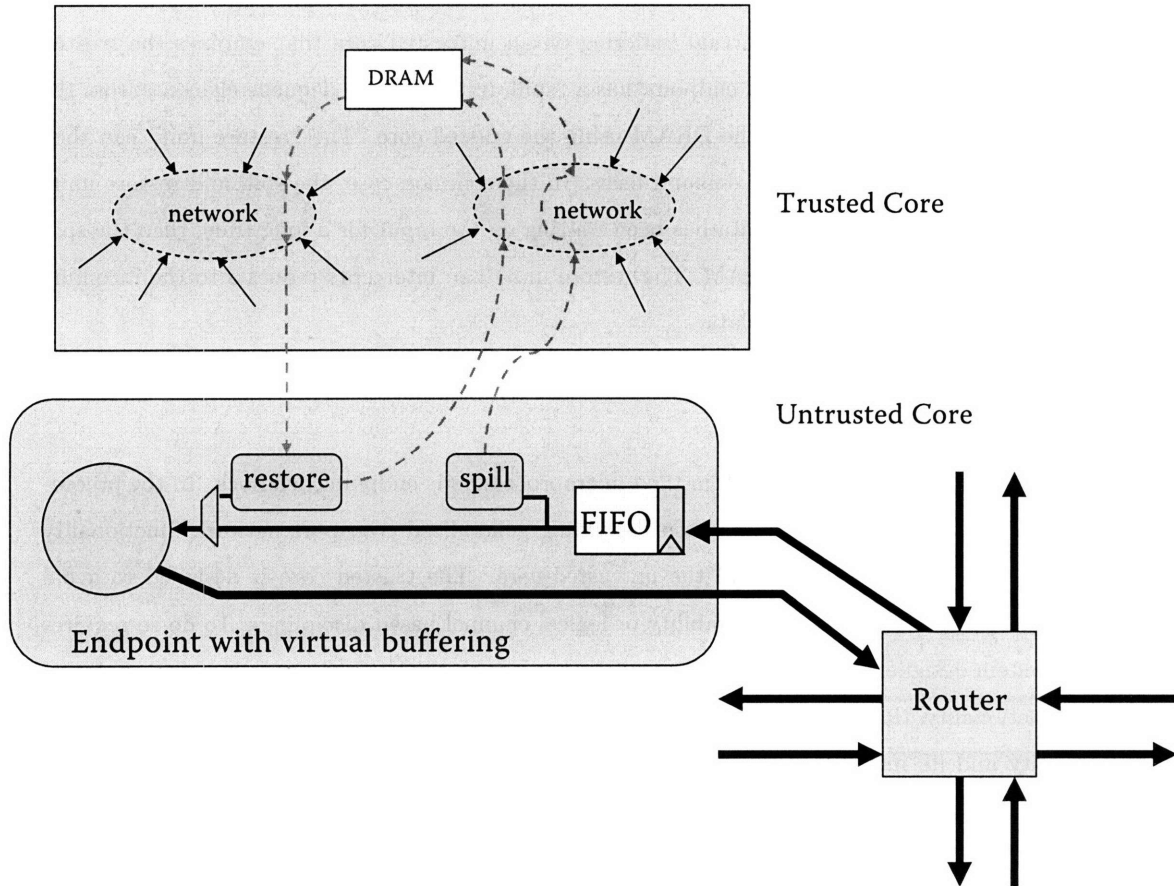 DRAM
network
network
Trusted Core
Untrusted Core
restore
spill
FIFO
Endpoint with virtual buffering
Router